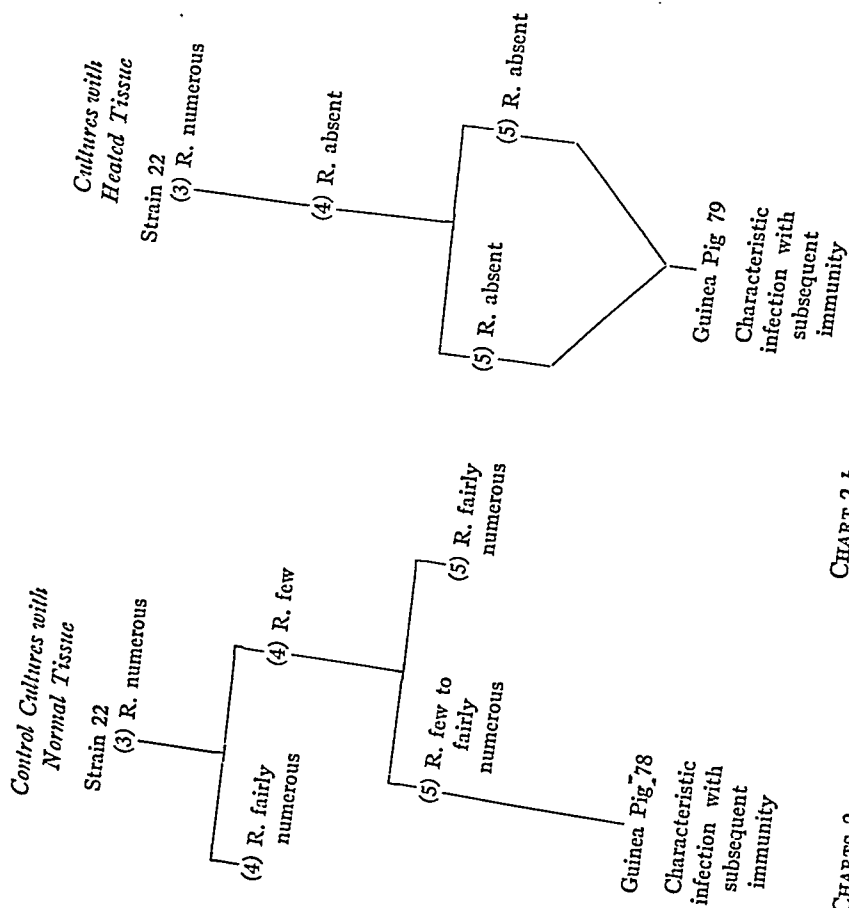 Control Cultures with
Normal Tissue
Strain 22
(3) R. numerous
(4) R. fairly
numerous
(4) R. few
(5) R. few to
fairly
numerous
(5) R. fairly
numerous
Guinea Pig 78
Characteristic
infection with
subsequent
immunity
Cultures with
Heated Tissue
Strain 22
(3) R. numerous
(4) R. absent
(5) R. absent
(5) R. absent
Guinea Pig 79
Characteristic
infection with
subsequent
immunity
CHART